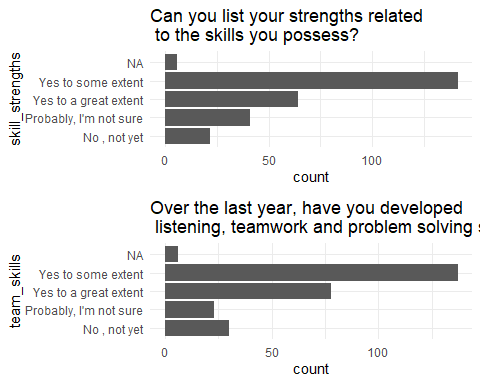 Can you list your strengths related
to the skills you possess?
skill_strengths
NA
Yes to some extent
Yes to a great extent
Probably, I'm not sure
No , not yet
0 50 100
count
Over the last year, have you developed
listening, teamwork and problem solving s
team_skills
NA
Yes to some extent
Yes to a great extent
Probably, I'm not sure
No , not yet
0 50 100
count